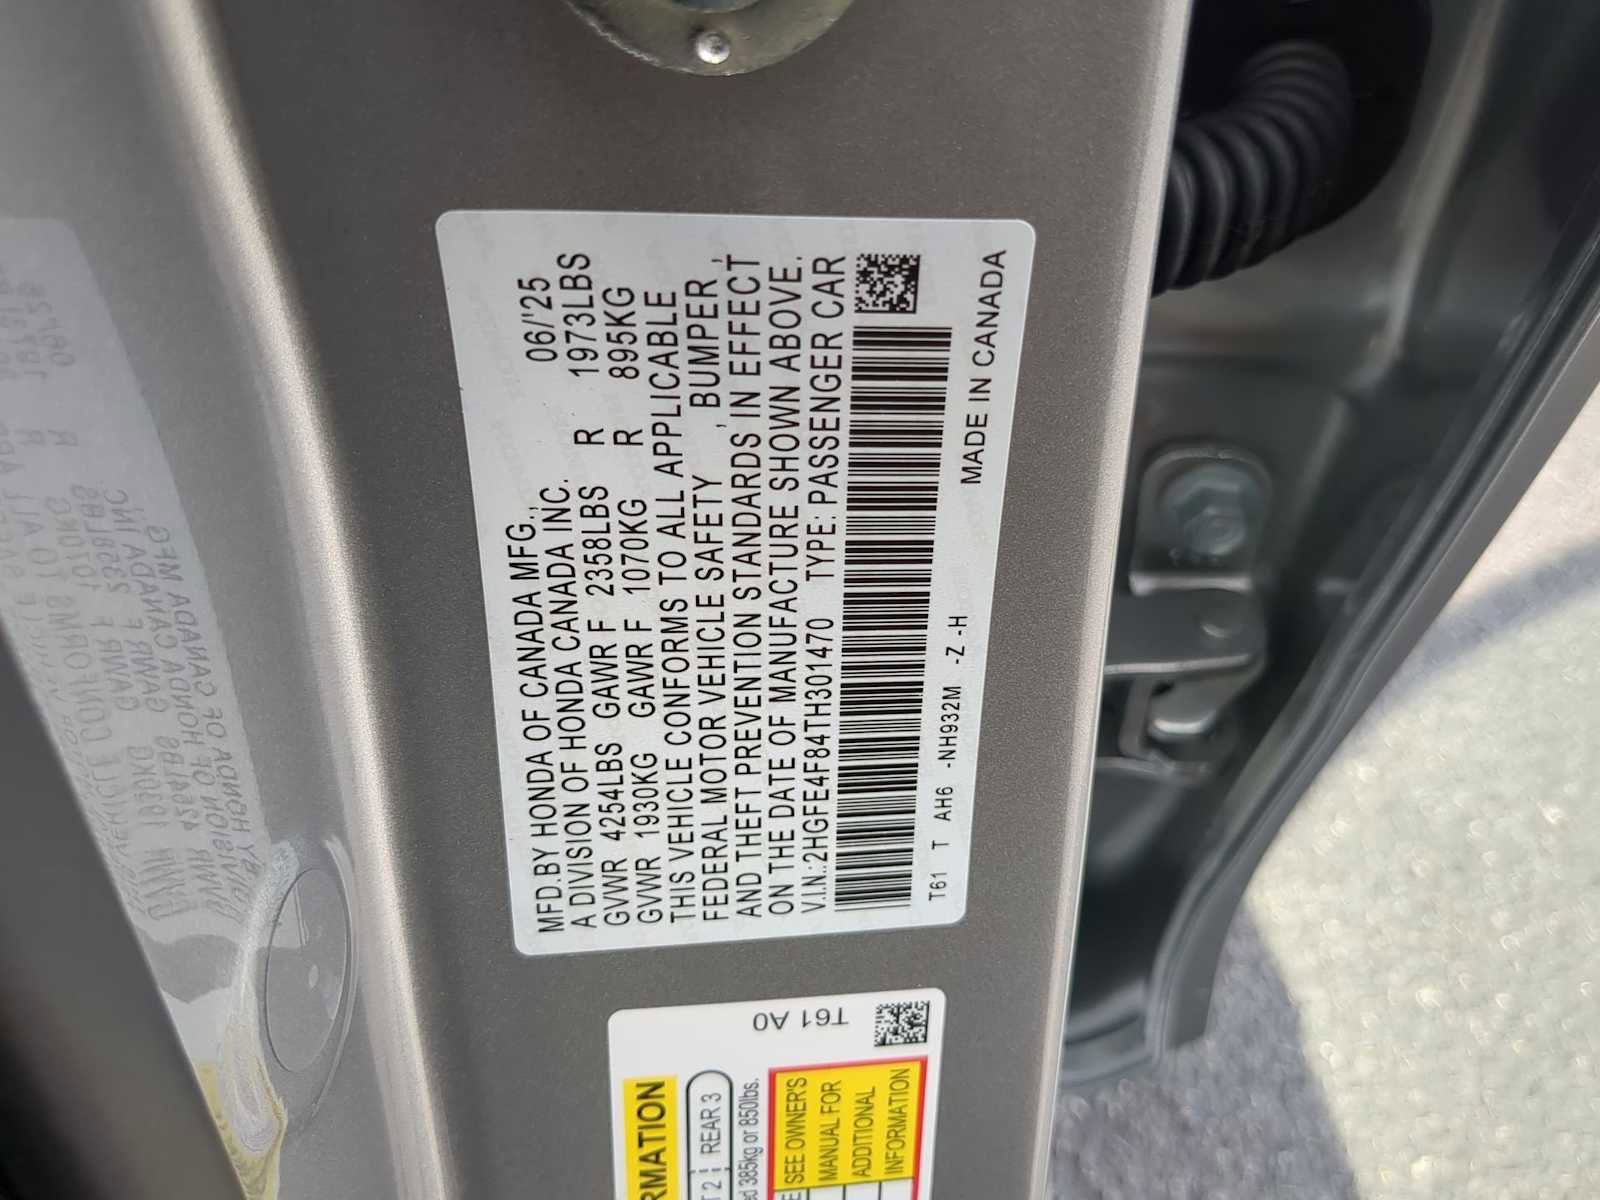 MFD.BY HONDA OF CANADA MFG., 06/'25
A DIVISION OF HONDA CANADA INC.
GVWR 4254LBS GAWR F 2358LBS R 1973LBS
GVWR 1930KG GAWR F 1070KG R 895KG
THIS VEHICLE CONFORMS TO ALL APPLICABLE
FEDERAL MOTOR VEHICLE SAFETY , BUMPER ,
AND THEFT PREVENTION STANDARDS IN EFFECT
ON THE DATE OF MANUFACTURE SHOWN ABOVE.
V.I.N.:2HGFE4F84TH301470 TYPE: PASSENGER CAR
T61 T AH6 -NH932M -Z -H
MADE IN CANADA
T61 A0
REAR 3
385kg or 850lbs.
SEE OWNER'S
MANUAL FOR
ADDITIONAL
INFORMATION